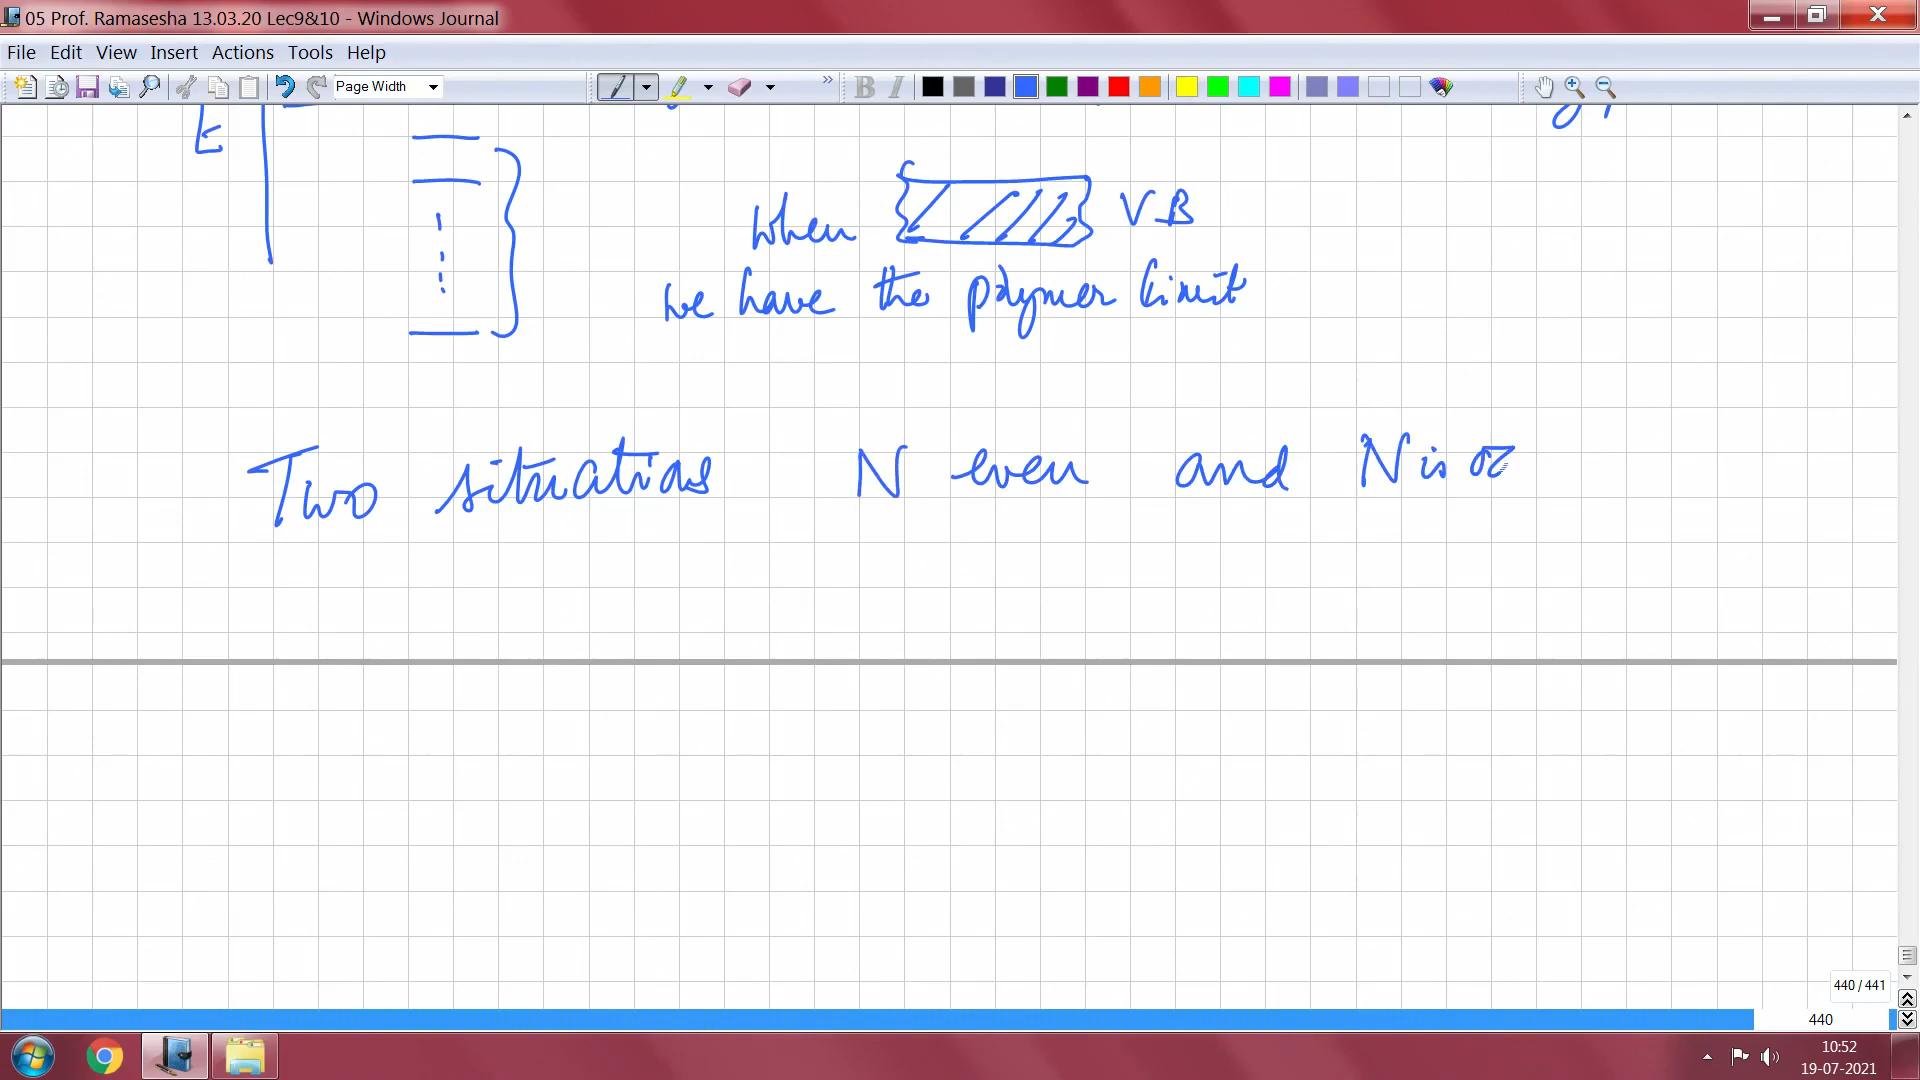 05 Prof. Ramasesha 13.03.20 Lec9&10 - Windows Journal
File Edit View Insert Actions Tools Help
Page Width
B I
E
when VB
we have the polymer limit
Two situations N even and N is
440 / 441
440
10:52
19-07-2021